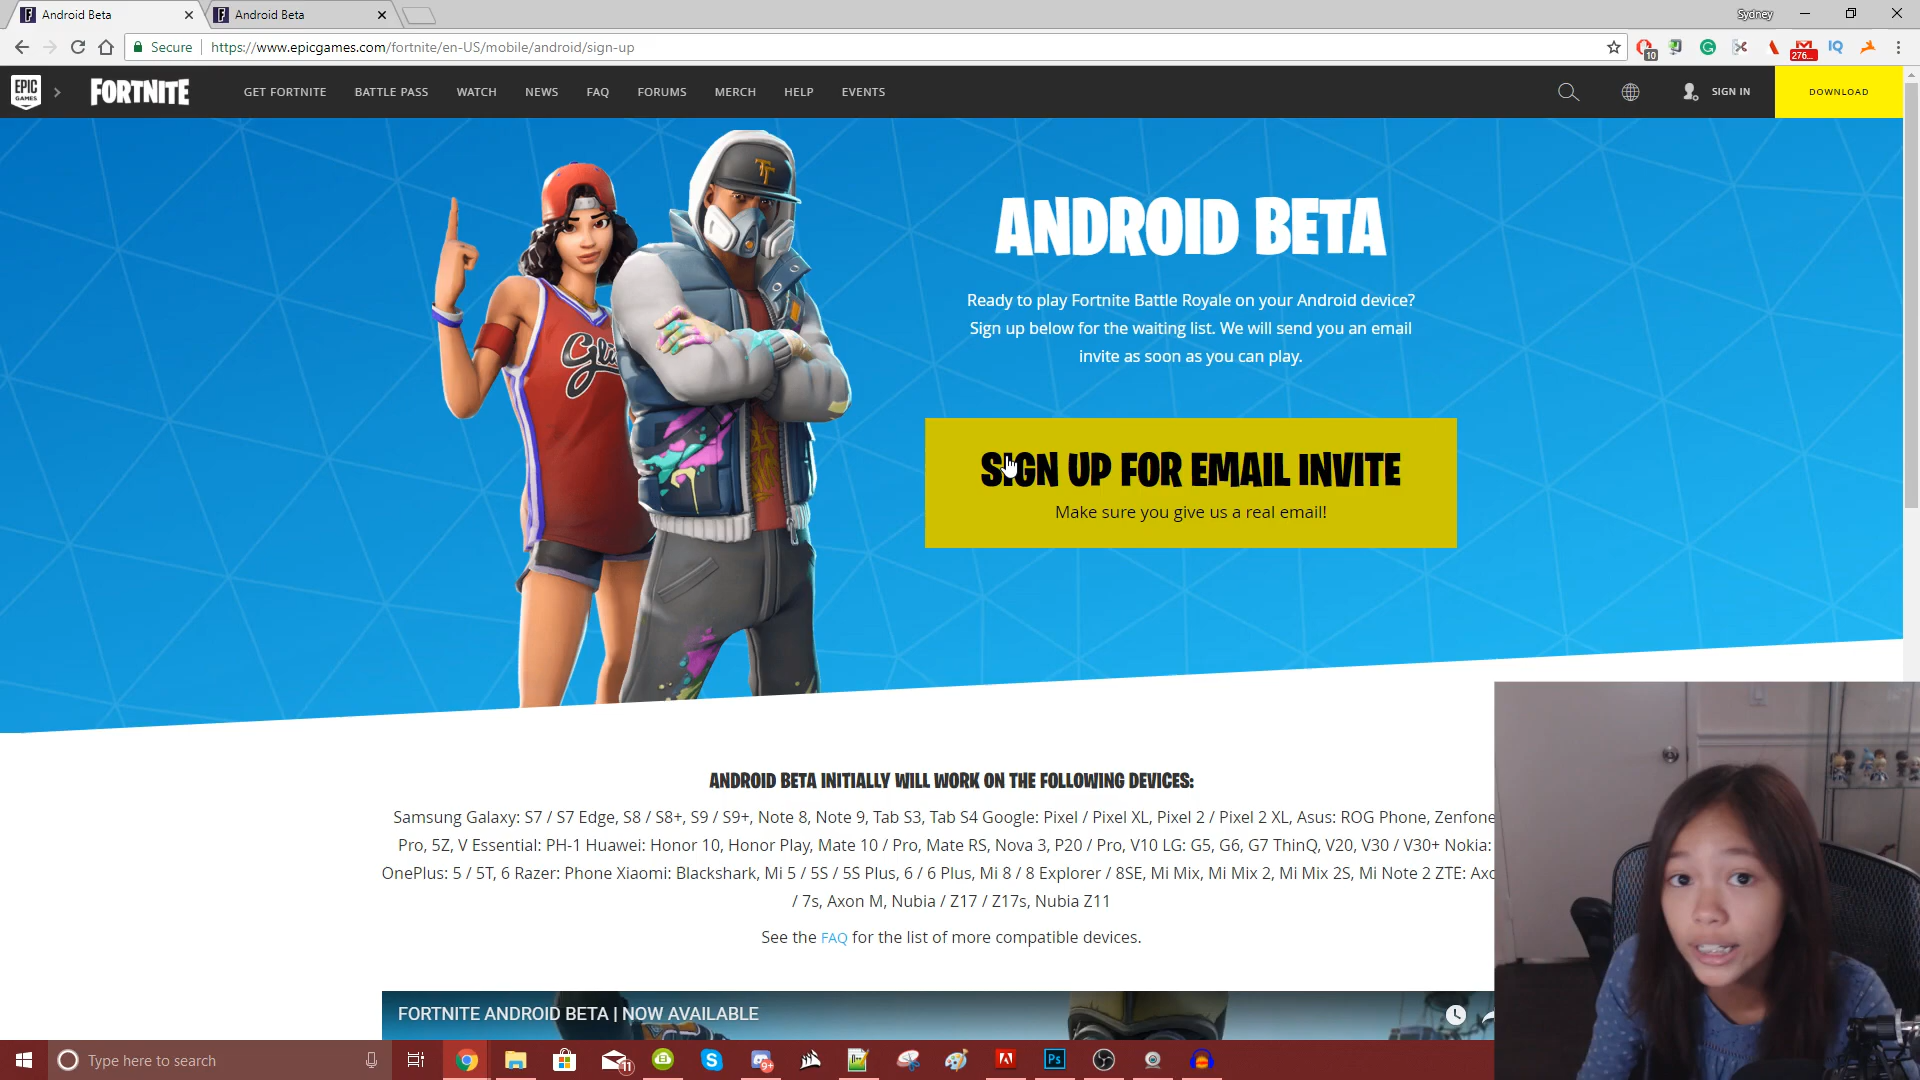 Android Beta
Android Beta
Sydney
Secure
https://www.epicgames.com/fortnite/en-US/mobile/android/sign-up
10
276...
IQ
EPIC GAMES
FORTNITE
GET FORTNITE
BATTLE PASS
WATCH
NEWS
FAQ
FORUMS
MERCH
HELP
EVENTS
SIGN IN
DOWNLOAD
TT
ANDROID BETA
Ready to play Fortnite Battle Royale on your Android device?
Sign up below for the waiting list. We will send you an email
invite as soon as you can play.
SIGN UP FOR EMAIL INVITE
Make sure you give us a real email!
ANDROID BETA INITIALLY WILL WORK ON THE FOLLOWING DEVICES:
Samsung Galaxy: S7 / S7 Edge, S8 / S8+, S9 / S9+, Note 8, Note 9, Tab S3, Tab S4 Google: Pixel / Pixel XL, Pixel 2 / Pixel 2 XL, Asus: ROG Phone, Zenfone
Pro, 5Z, V Essential: PH-1 Huawei: Honor 10, Honor Play, Mate 10 / Pro, Mate RS, Nova 3, P20 / Pro, V10 LG: G5, G6, G7 ThinQ, V20, V30 / V30+ Nokia:
OnePlus: 5 / 5T, 6 Razer: Phone Xiaomi: Blackshark, Mi 5 / 5S / 5S Plus, 6 / 6 Plus, Mi 8 / 8 Explorer / 8SE, Mi Mix, Mi Mix 2, Mi Mix 2S, Mi Note 2 ZTE:
/ 7s, Axon M, Nubia / Z17 / Z17s, Nubia Z11
See the FAQ for the list of more compatible devices.
FORTNITE ANDROID BETA | NOW AVAILABLE
Type here to search
11
9+
Ps